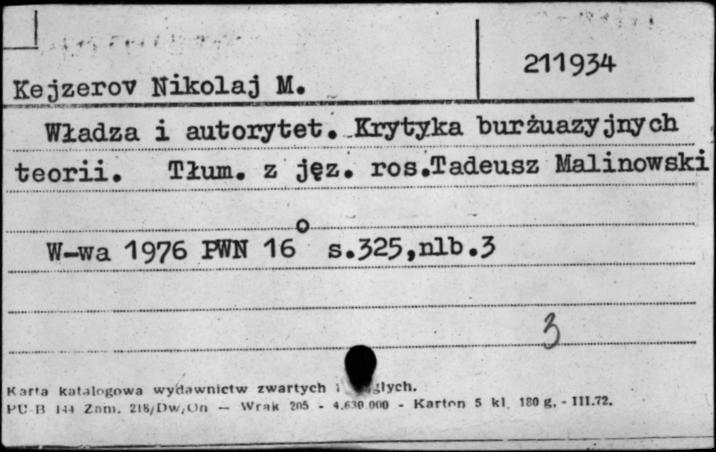 211934
Kejzerov Nikolaj M.
Władza i autorytet. Krytyka burżuazyjnych
teorii. Tłum. z jęz. ros.Tadeusz Malinowski
W-wa 1976 PWN 16° s.325,nlb.3
3
Karta katalogowa wydawnictw zwartych i
PU-B 144 Zam. 218/Dw/On — Wrak 205 - 4.630.000 - Karton 5 kl. 180 g. - III.72.